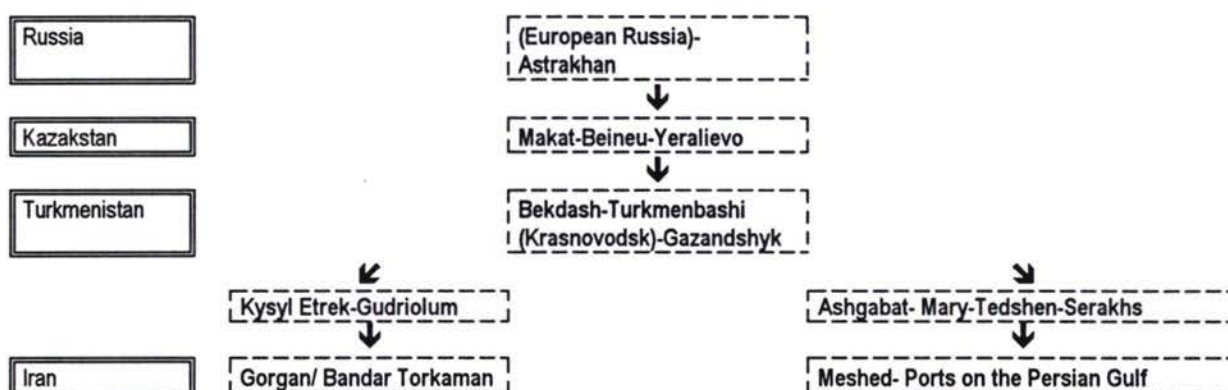 Russia
(European Russia)-
Astrakhan
Kazakstan
Makat-Beineu-Yeralievo
Turkmenistan
Bekdash-Turkmenbashi
(Krasnovodsk)-Gazandshyk
Kysyl Etrek-Gudriolum
Ashgabat- Mary-Tedshen-Serakhs
Iran
Gorgan/ Bandar Torkaman
Meshed- Ports on the Persian Gulf